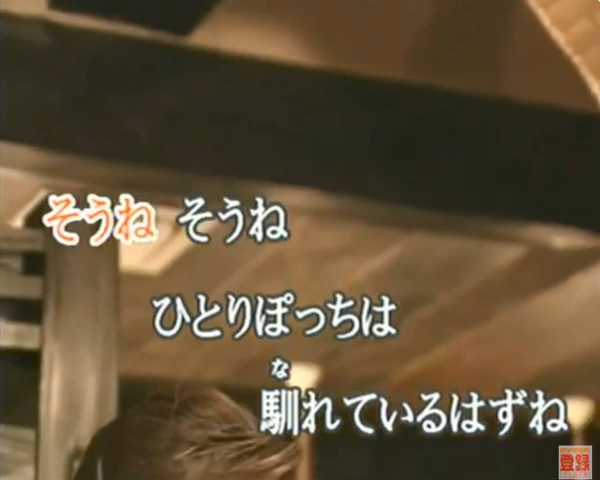 そうね そうね
ひとりぽっちは
な
馴れているはずね
登録